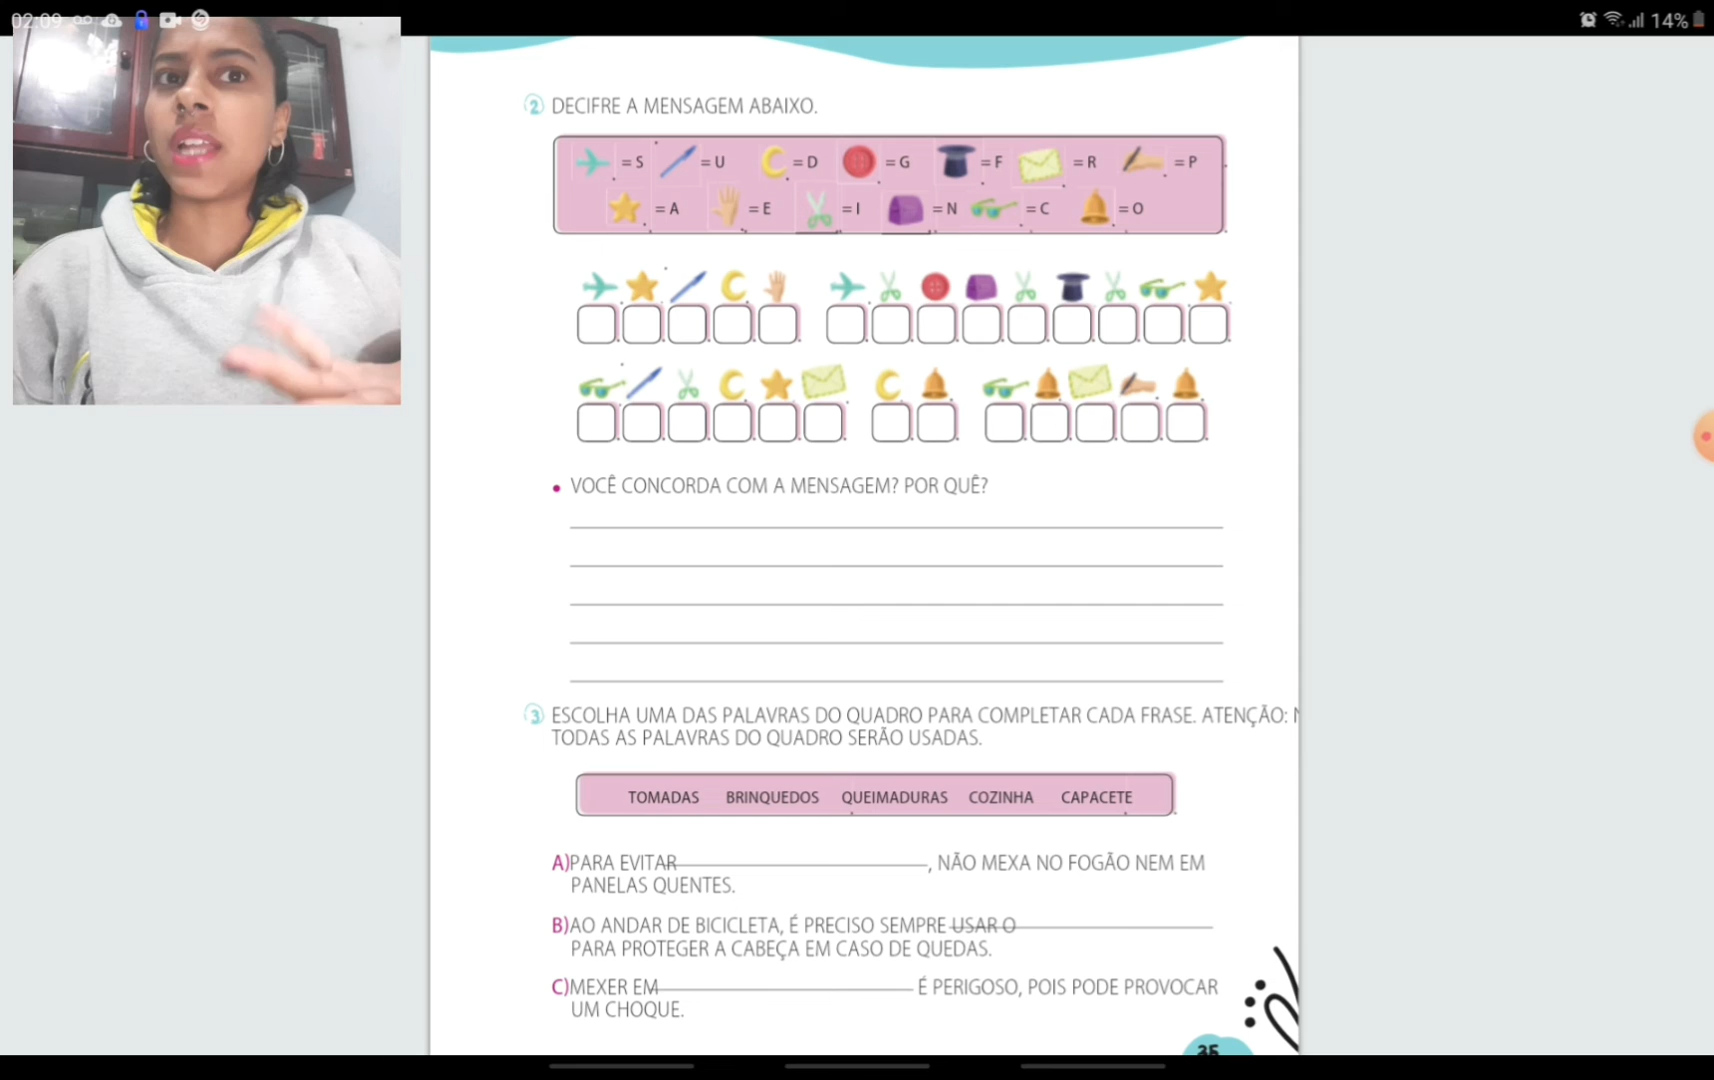 02:09
14%
2 DECIFRE A MENSAGEM ABAIXO.
= S = U = D = G = F = R = P
= A = E = I = N = C = O
• VOCÊ CONCORDA COM A MENSAGEM? POR QUÊ?
3 ESCOLHA UMA DAS PALAVRAS DO QUADRO PARA COMPLETAR CADA FRASE. ATENÇÃO:
TODAS AS PALAVRAS DO QUADRO SERÃO USADAS.
TOMADAS BRINQUEDOS QUEIMADURAS COZINHA CAPACETE
A) PARA EVITAR , NÃO MEXA NO FOGÃO NEM EM
PANELAS QUENTES.
B) AO ANDAR DE BICICLETA, É PRECISO SEMPRE USAR O
PARA PROTEGER A CABEÇA EM CASO DE QUEDAS.
C) MEXER EM É PERIGOSO, POIS PODE PROVOCAR
UM CHOQUE.
35